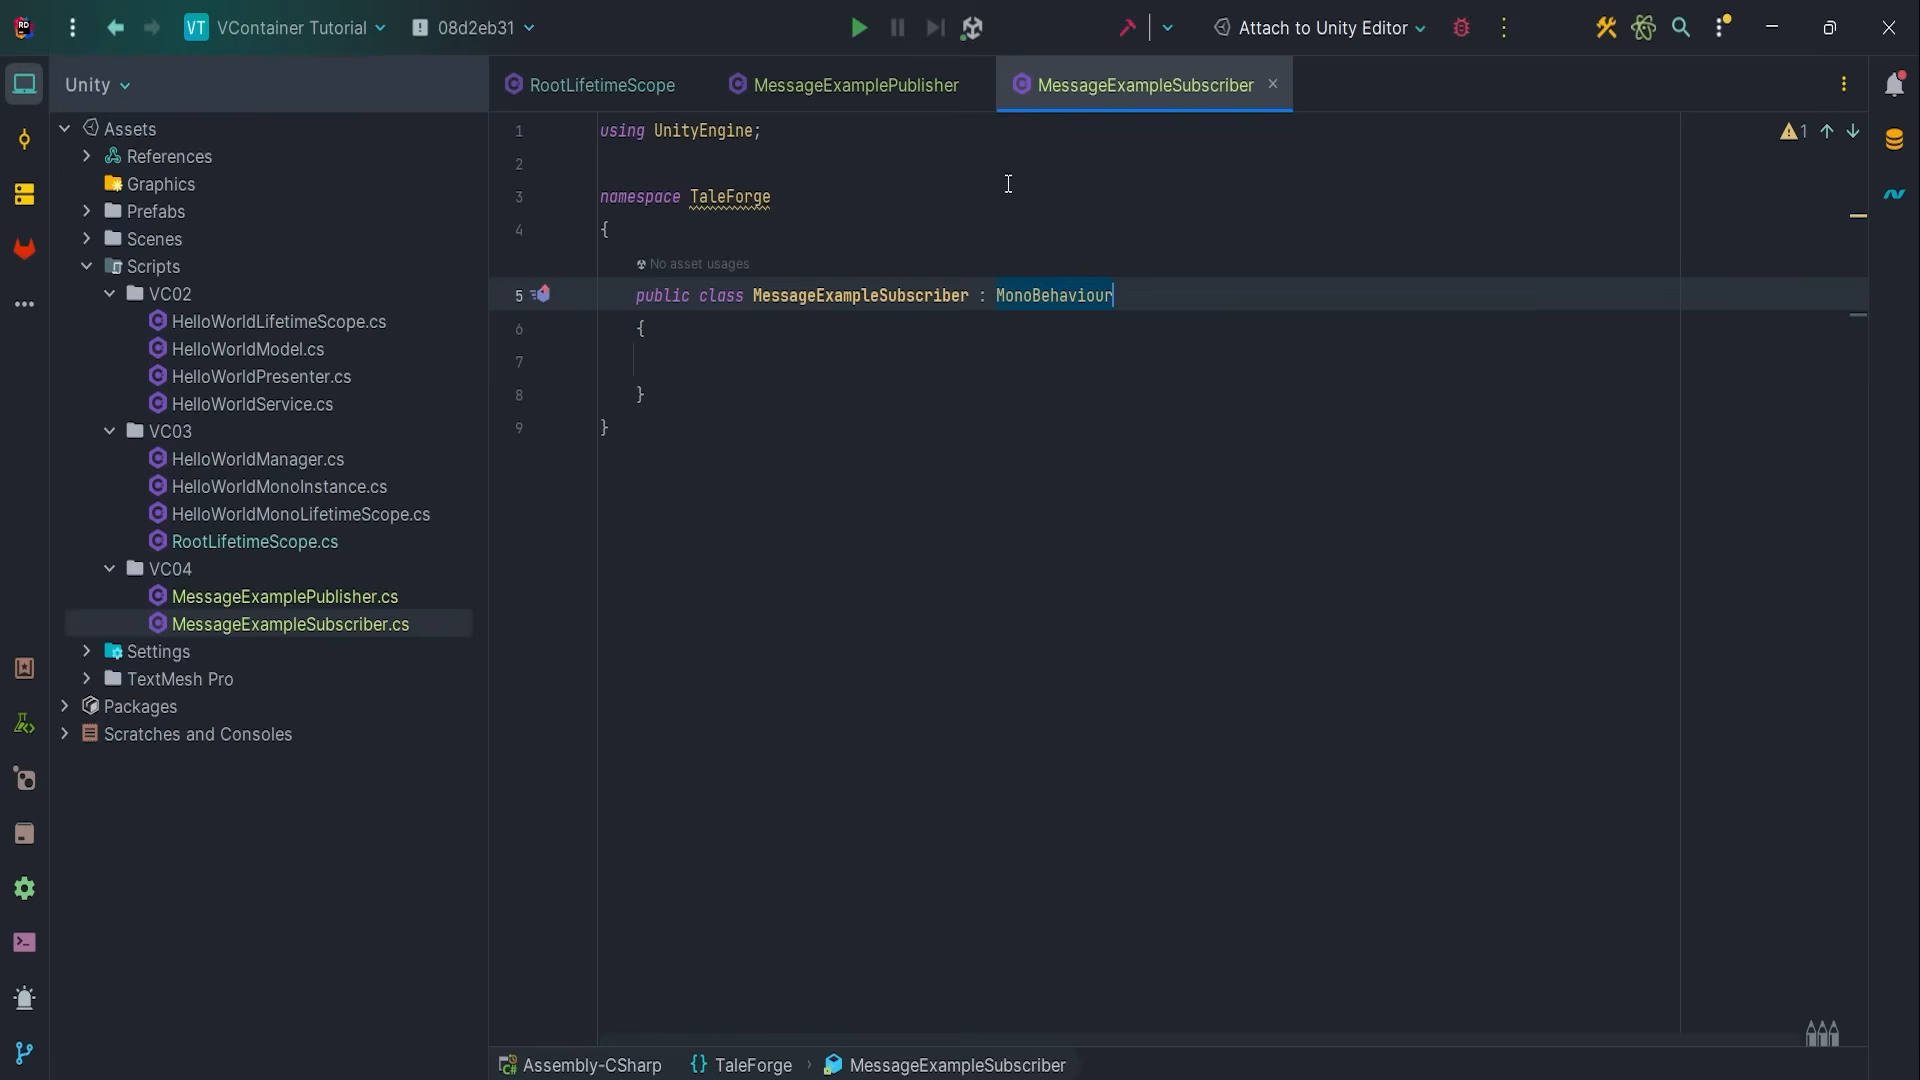 RD
VT VContainer Tutorial
08d2eb31
Attach to Unity Editor
Unity
RootLifetimeScope
MessageExamplePublisher
MessageExampleSubscriber
Assets
References
Graphics
Prefabs
Scenes
Scripts
VC02
HelloWorldLifetimeScope.cs
HelloWorldModel.cs
HelloWorldPresenter.cs
HelloWorldService.cs
VC03
HelloWorldManager.cs
HelloWorldMonoInstance.cs
HelloWorldMonoLifetimeScope.cs
RootLifetimeScope.cs
VC04
MessageExamplePublisher.cs
MessageExampleSubscriber.cs
Settings
TextMesh Pro
Packages
Scratches and Consoles
1 using UnityEngine;
2
3 namespace TaleForge
4 {
No asset usages
5 public class MessageExampleSubscriber : MonoBehaviour
6 {
7
8 }
9 }
1
Assembly-CSharp
{} TaleForge
MessageExampleSubscriber